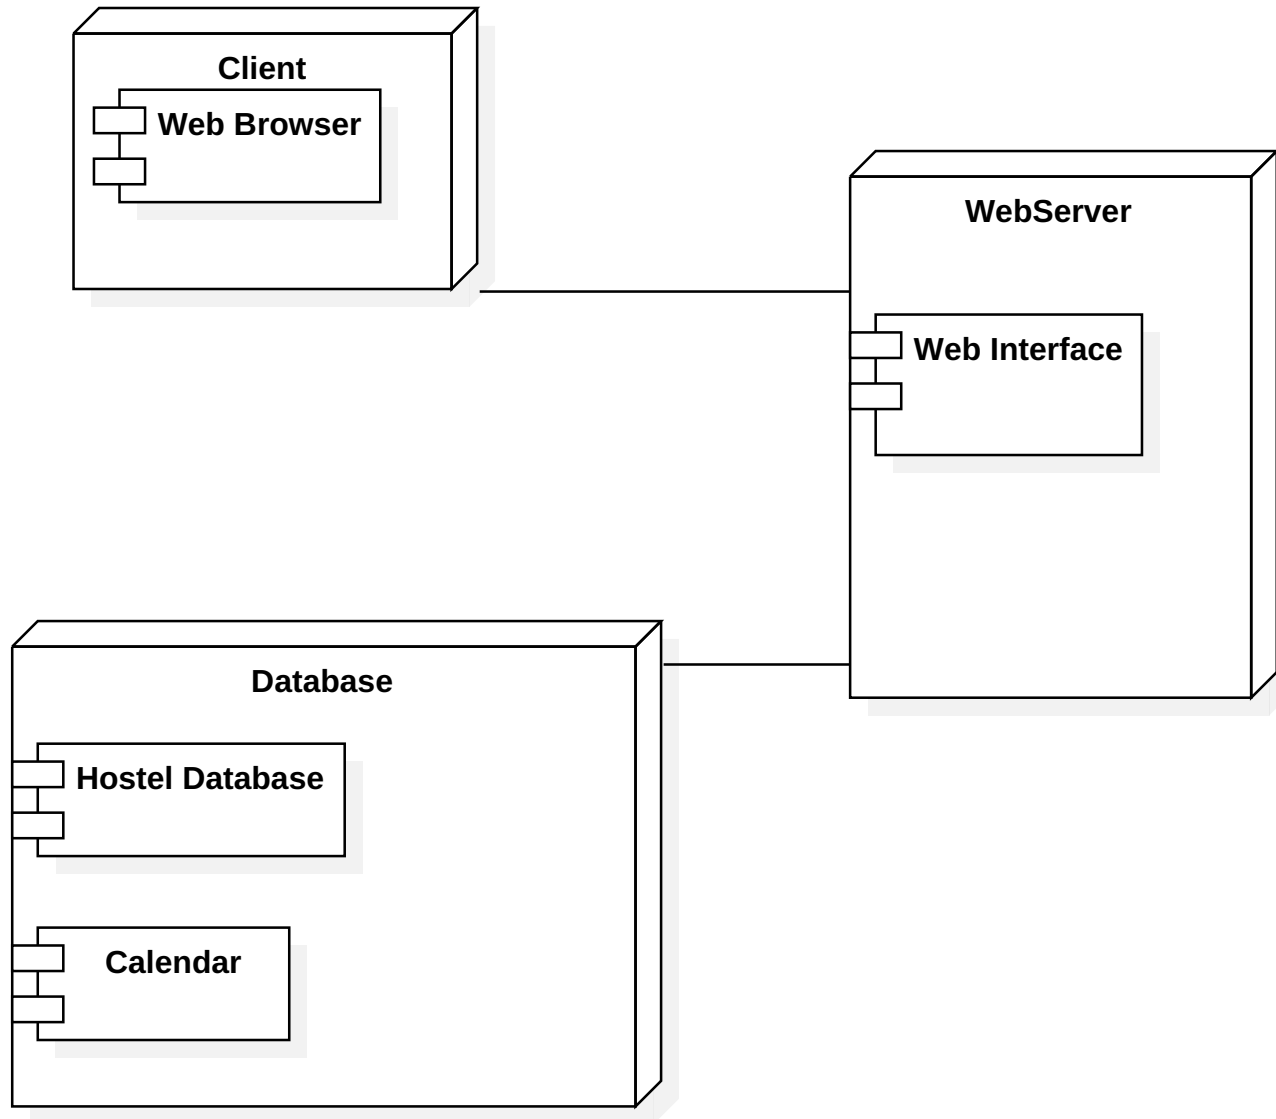 Client
Web Browser
WebServer
Web Interface
Database
Hostel Database
Calendar